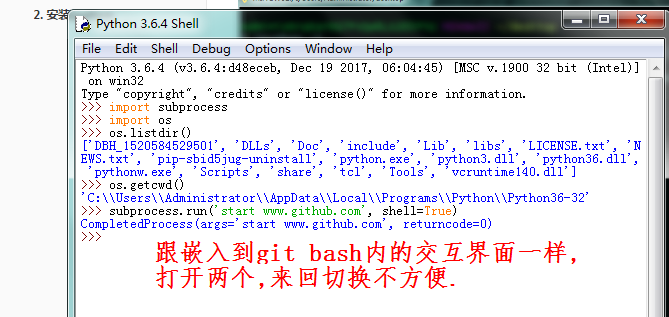 2. 安装
Python 3.6.4 Shell
File Edit Shell Debug Options Window Help
Python 3.6.4 (v3.6.4:d48eceb, Dec 19 2017, 06:04:45) [MSC v.1900 32 bit (Intel)]
on win32
Type "copyright", "credits" or "license()" for more information.
>>> import subprocess
>>> import os
>>> os.listdir()
['DBH_1520584529501', 'DLLs', 'Doc', 'include', 'Lib', 'libs', 'LICENSE.txt', 'N
EWS.txt', 'pip-sbid5jug-uninstall', 'python.exe', 'python3.dll', 'python36.dll',
'pythonw.exe', 'Scripts', 'share', 'tcl', 'Tools', 'vcruntime140.dll']
>>> os.getcwd()
'C:\\Users\\Administrator\\AppData\\Local\\Programs\\Python\\Python36-32'
>>> subprocess.run('start www.github.com', shell=True)
CompletedProcess(args='start www.github.com', returncode=0)
>>>
跟嵌入到git bash内的交互界面一样,
打开两个,来回切换不方便.